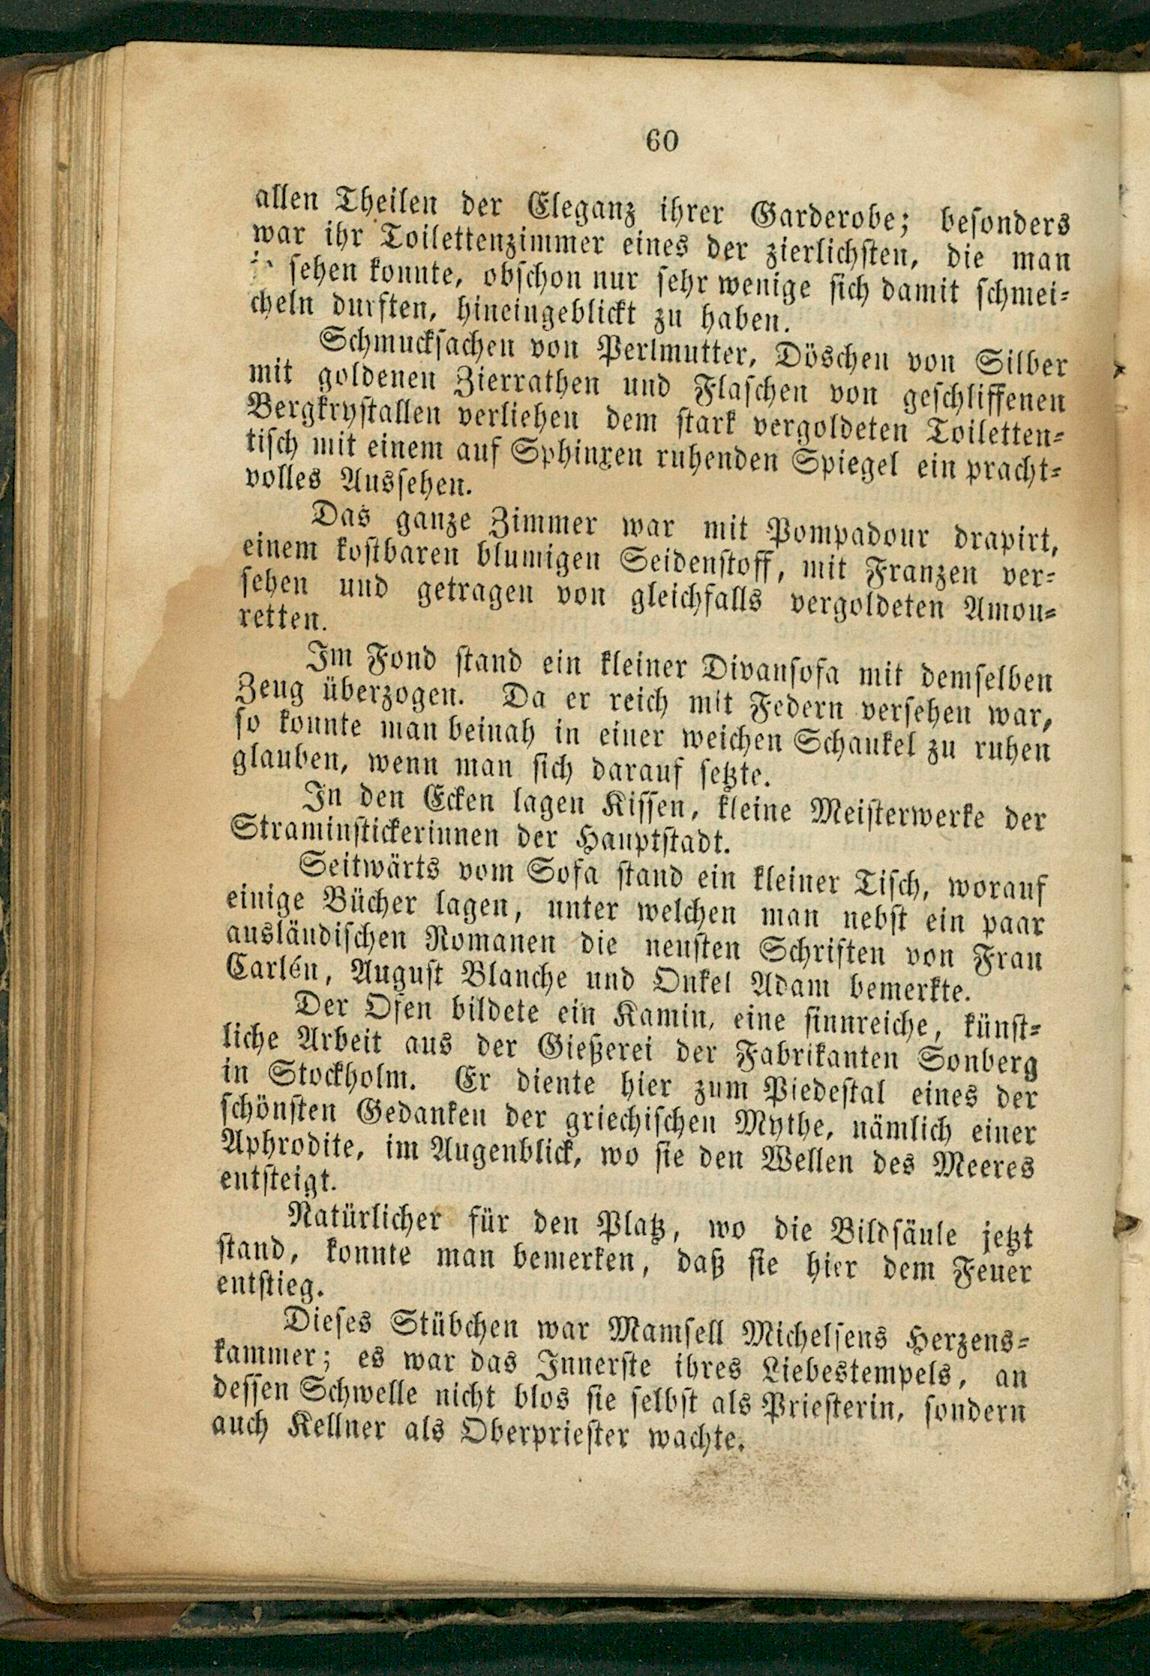 60
allen Theilen der Eleganz ihrer Garderobe; besonders
war ihr Toilettenzimmer eines der zierlichsten, die man
sehen konnte, obschon nur sehr wenige sich damit schmei-
cheln durften, hineingeblickt zu haben.
Schmucksachen von Perlmutter, Döschen von Silber
mit goldenen Zierrathen und Flaschen von geschliffenen
Bergkrystallen verliehen dem stark vergoldeten Toiletten-
tisch mit einem auf Sphinxen ruhenden Spiegel ein pracht-
volles Aussehen.
Das ganze Zimmer war mit Pompadour drapirt,
einem kostbaren blumigen Seidenstoff, mit Franzen ver-
sehen und getragen von gleichfalls vergoldeten Amou-
retten.
Im Fond stand ein kleiner Divansofa mit demselben
Zeug überzogen. Da er reich mit Federn versehen war,
so konnte man beinah in einer weichen Schaukel zu ruhen
glauben, wenn man sich darauf setzte.
In den Ecken lagen Kissen, kleine Meisterwerke der
Straminstickerinnen der Hauptstadt.
Seitwärts vom Sofa stand ein kleiner Tisch, worauf
einige Bücher lagen, unter welchen man nebst ein paar
ausländischen Romanen die neusten Schriften von Frau
Carlén, August Blanche und Onkel Adam bemerkte.
Der Ofen bildete ein Kamin, eine sinnreiche, künst-
liche Arbeit aus der Gießerei der Fabrikanten Sonberg
in Stockholm. Er diente hier zum Piedestal eines der
schönsten Gedanken der griechischen Mythe, nämlich einer
Aphrodite, im Augenblick, wo sie den Wellen des Meeres
entsteigt.
Natürlicher für den Platz, wo die Bildsäule jetzt
stand, konnte man bemerken, daß sie hier dem Feuer
entstieg.
Dieses Stübchen war Mamsell Michelsens Herzens-
kammer; es war das Innerste ihres Liebestempels, an
dessen Schwelle nicht blos sie selbst als Priesterin, sondern
auch Kellner als Oberpriester wachte.